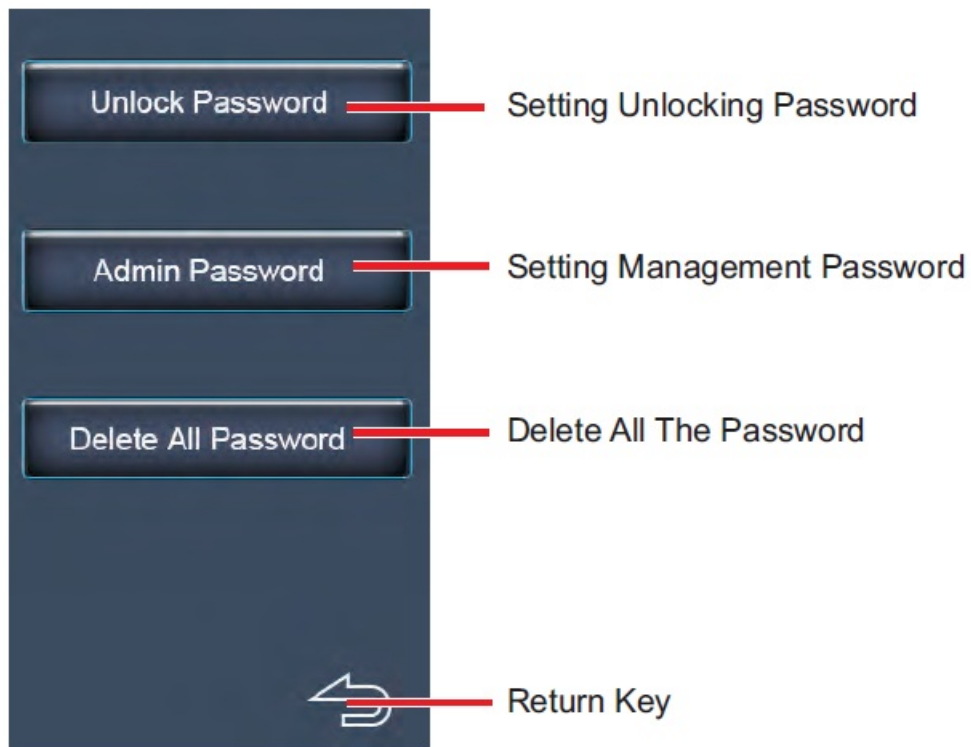 Unlock Password
Setting Unlocking Password
Admin Password
Setting Management Password
Delete All Password
Delete All The Password
Return Key